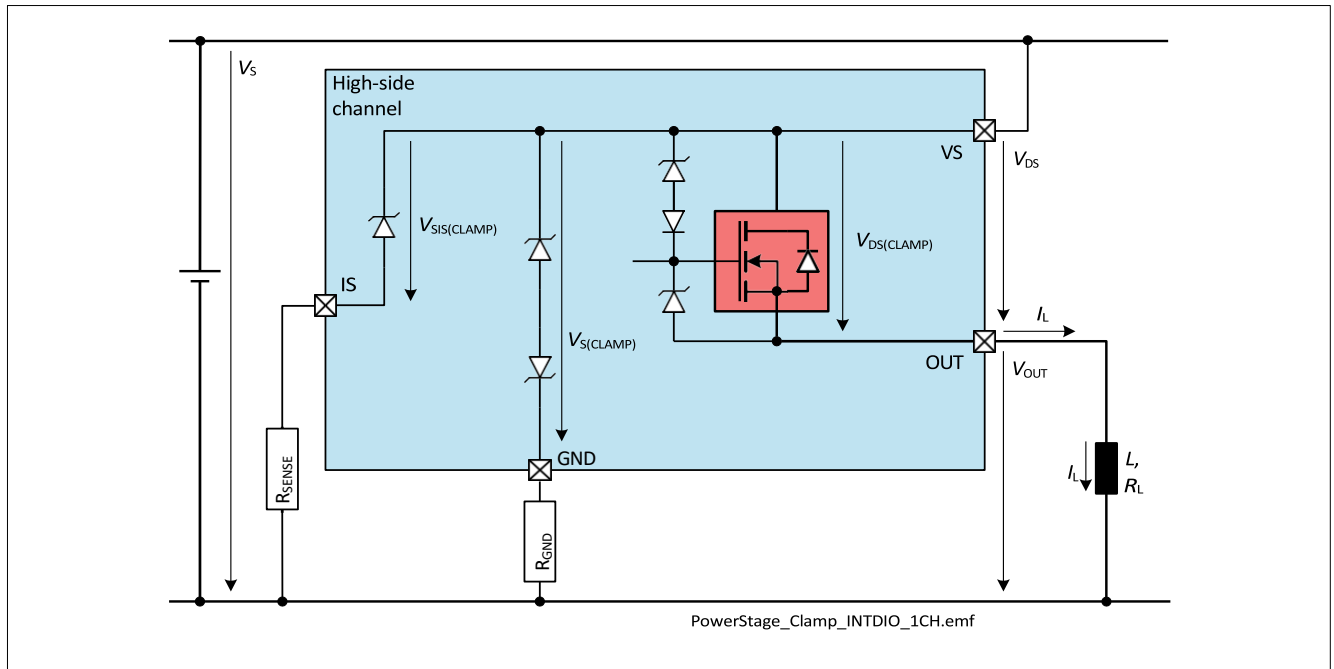 VS
High-side
channel
VS
VDS
VSIS(CLAMP)
VDS(CLAMP)
IS
IL
VS(CLAMP)
OUT
VOUT
GND
RSENSE
IL
L,
RL
RGND
PowerStage_Clamp_INTDIO_1CH.emf